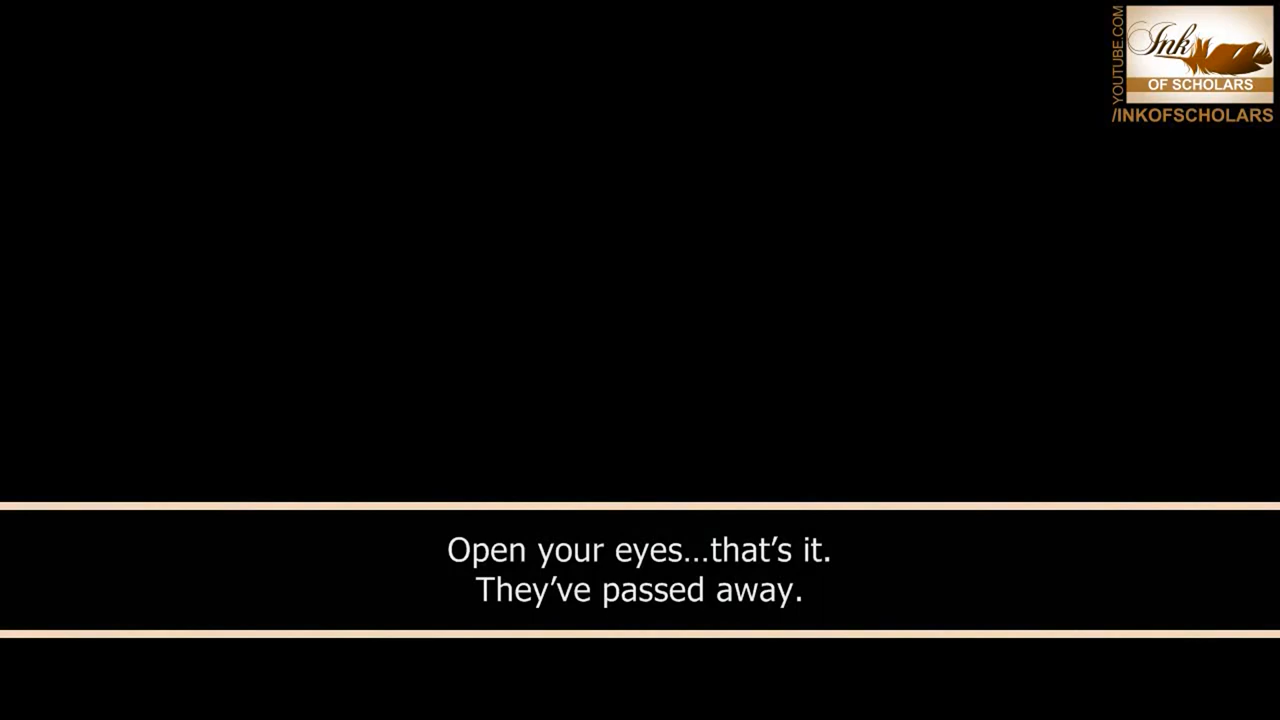 YOUTUBE.COM
Ink
OF SCHOLARS
/INKOFSCHOLARS
Open your eyes...that’s it.
They’ve passed away.